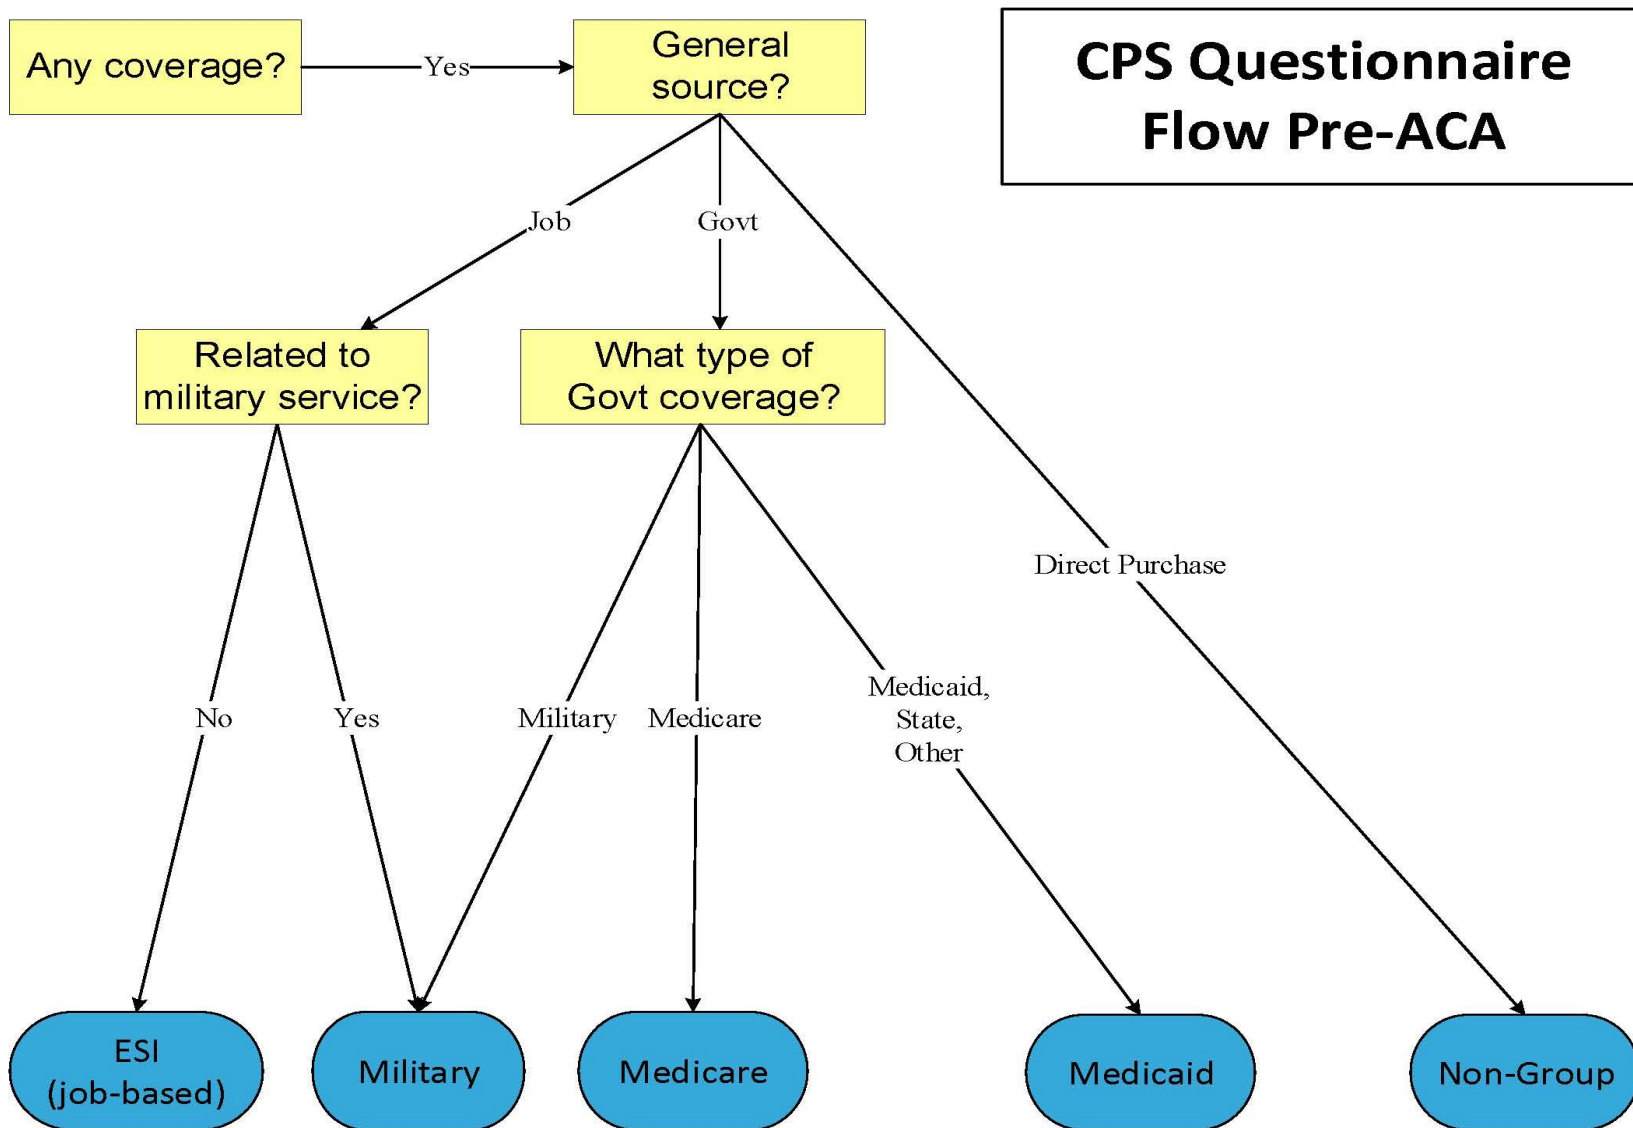 Any coverage?
Yes
General
source?
CPS Questionnaire
Flow Pre-ACA
Job
Govt
Related to
military service?
What type of
Govt coverage?
Direct Purchase
No
Yes
Military
Medicare
Medicaid,
State,
Other
ESI
(job-based)
Military
Medicare
Medicaid
Non-Group